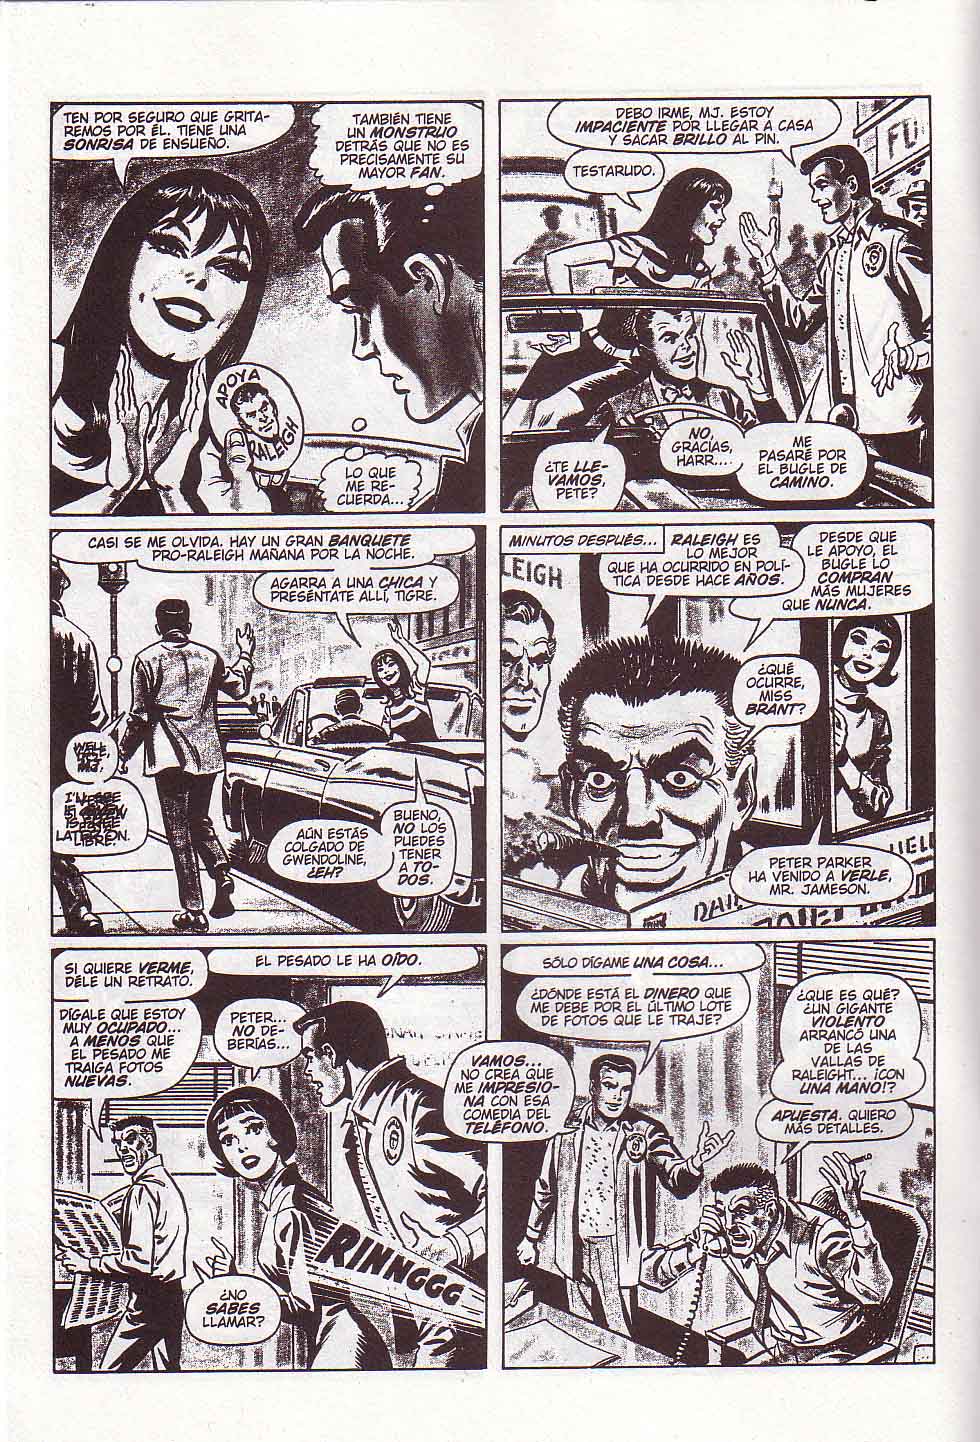 TEN POR SEGURO QUE GRITA-
REMOS POR ÉL. TIENE UNA
SONRISA DE ENSUEÑO.
TAMBIÉN TIENE
UN MONSTRUO
DETRÁS QUE NO ES
PRECISAMENTE SU
MAYOR FAN.
APOYA
RALEIGH
LO QUE
ME RE-
CUERDA...
DEBO IRME, MJ. ESTOY
IMPACIENTE POR LLEGAR A CASA
Y SACAR BRILLO AL PIN.
TESTARUDO.
FU
¿TE LLE-
VAMOS,
PETE?
NO,
GRACIAS,
HARR...
ME
PASARÉ POR
EL BUGLE DE
CAMINO.
CASI SE ME OLVIDA. HAY UN GRAN BANQUETE
PRO-RALEIGH MAÑANA POR LA NOCHE.
AGARRA A UNA CHICA Y
PRESÉNTATE ALLÍ, TIGRE.
MJ.
LIBRE.
AÚN ESTÁS
COLGADO DE
GWENDOLINE,
¿EH?
BUENO,
NO LOS
PUEDES
TENER
A TO-
DOS.
MINUTOS DESPUÉS...
LEIGH
RALEIGH ES
LO MEJOR
QUE HA OCURRIDO EN POLÍ-
TICA DESDE HACE AÑOS.
DESDE QUE
LE APOYO, EL
BUGLE LO
COMPRAN
MÁS MUJERES
QUE NUNCA.
¿QUÉ
OCURRE,
MISS
BRANT?
PETER PARKER
HA VENIDO A VERLE,
MR. JAMESON.
DAI
UGL
SI QUIERE VERME,
DÉLE UN RETRATO.
DÍGALE QUE ESTOY
MUY OCUPADO...
A MENOS QUE
EL PESADO ME
TRAIGA FOTOS
NUEVAS.
EL PESADO LE HA OÍDO.
PETER...
NO DE-
BERÍAS...
RINNGGG
¿NO
SABES
LLAMAR?
SÓLO DÍGAME UNA COSA...
¿DÓNDE ESTÁ EL DINERO QUE
ME DEBE POR EL ÚLTIMO LOTE
DE FOTOS QUE LE TRAJE?
VAMOS...
NO CREA QUE
ME IMPRESIO-
NA CON ESA
COMEDIA DEL
TELÉFONO.
¿QUE ES QUÉ?
¿UN GIGANTE
VIOLENTO
ARRANCÓ UNA
DE LAS
VALLAS DE
RALEIGHT... ¡CON
UNA MANO!?
APUESTA. QUIERO
MÁS DETALLES.